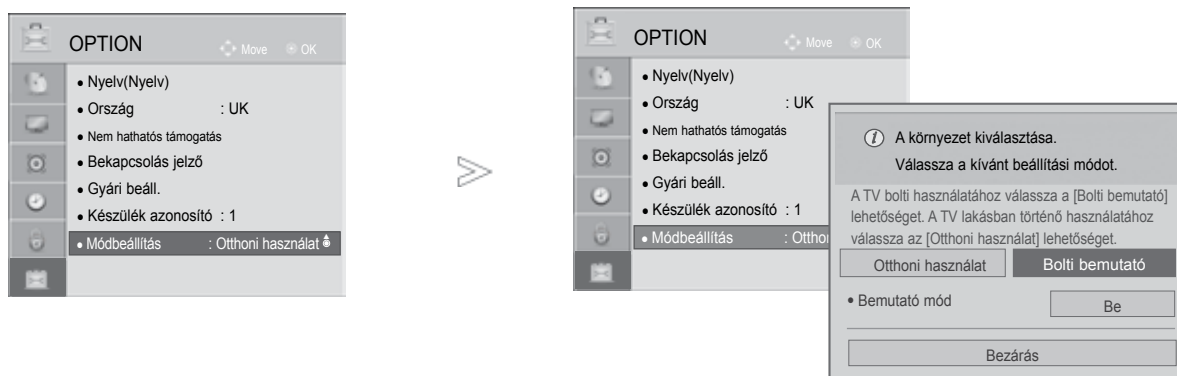 OPTION
Move OK
• Nyelv(Nyelv)
• Ország : UK
• Nem hathatós támogatás
• Bekapcsolás jelző
• Gyári beáll.
• Készülék azonosító : 1
• Módbeállítás : Otthoni használat
OPTION
Move OK
• Nyelv(Nyelv)
• Ország : UK
• Nem hathatós támogatás
• Bekapcsolás jelző
• Gyári beáll.
• Készülék azonosító : 1
• Módbeállítás : Otthoni
A környezet kiválasztása.
Válassza a kívánt beállítási módot.
A TV bolti használatához válassza a [Bolti bemutató]
lehetőséget. A TV lakásban történő használatához
válassza az [Otthoni használat] lehetőséget.
Otthoni használat Bolti bemutató
• Bemutató mód Be
Bezárás